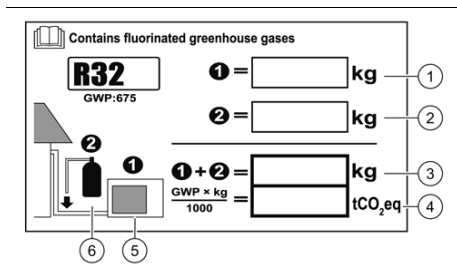 Contains fluorinated greenhouse gases
R32
GWP:675
❶= kg 1
❷= kg 2
❷
❶
❶+❷= kg 3
GWP × kg
1000
= tCO₂eq 4
6 5